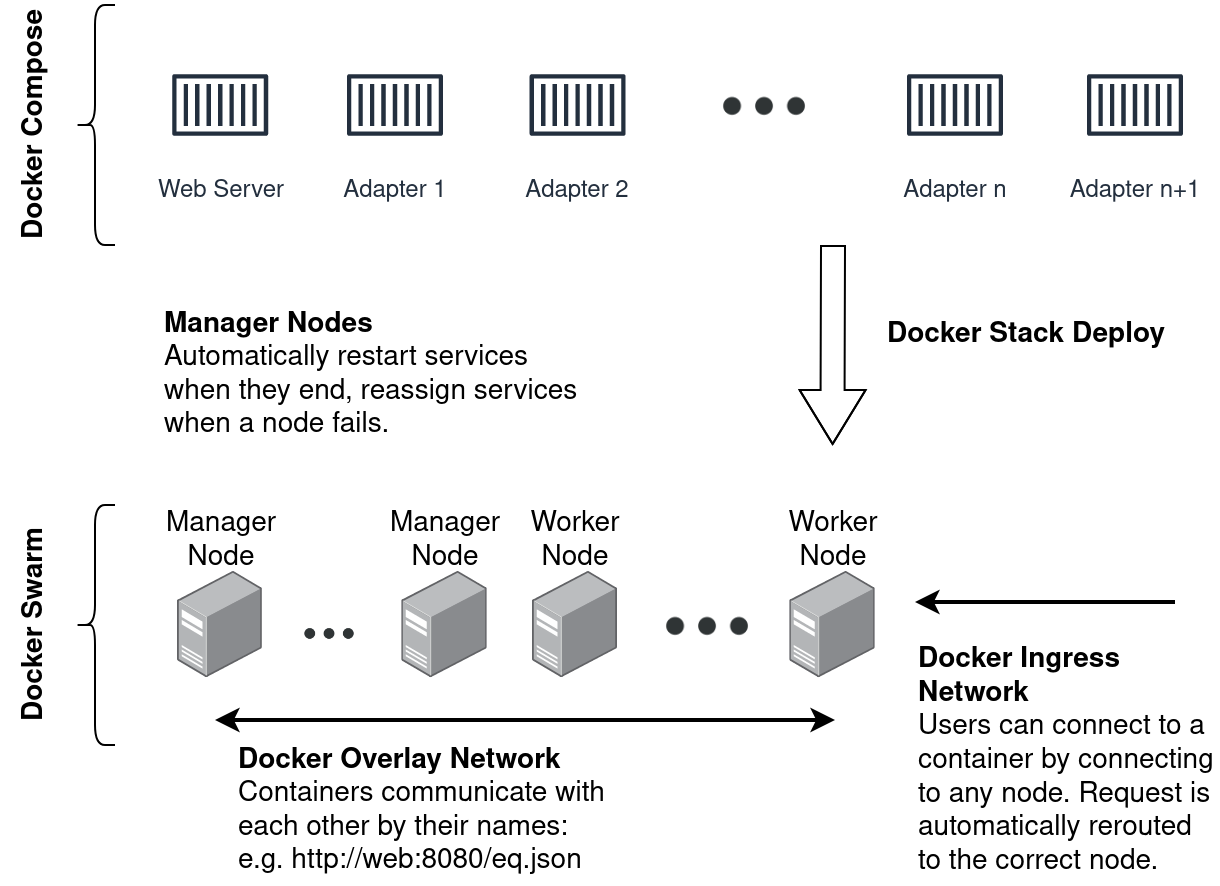 Docker Compose
Web Server
Adapter 1
Adapter 2
Adapter n
Adapter n+1
Manager Nodes
Automatically restart services
when they end, reassign services
when a node fails.
Docker Stack Deploy
Docker Swarm
Manager
Node
Manager
Node
Worker
Node
Worker
Node
Docker Ingress
Network
Users can connect to a
container by connecting
to any node. Request is
automatically rerouted
to the correct node.
Docker Overlay Network
Containers communicate with
each other by their names:
e.g. http://web:8080/eq.json